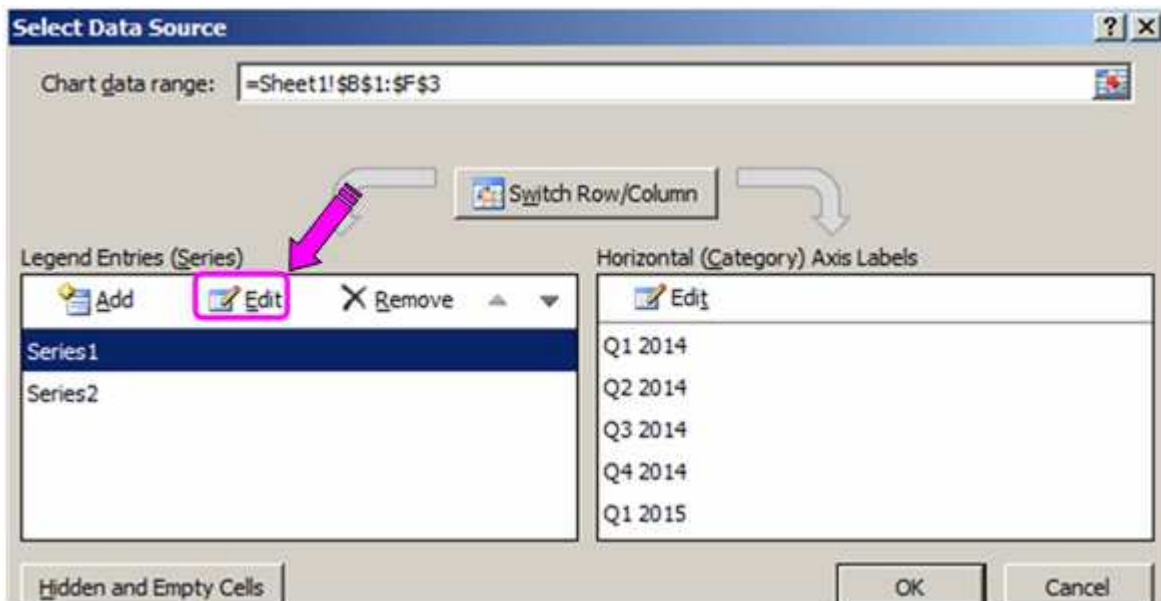 Select Data Source
Chart data range: =Sheet1!$B$1:$F$3
Switch Row/Column
Legend Entries (Series)
Add Edit Remove
Series1
Series2
Horizontal (Category) Axis Labels
Edit
Q1 2014
Q2 2014
Q3 2014
Q4 2014
Q1 2015
Hidden and Empty Cells
OK Cancel